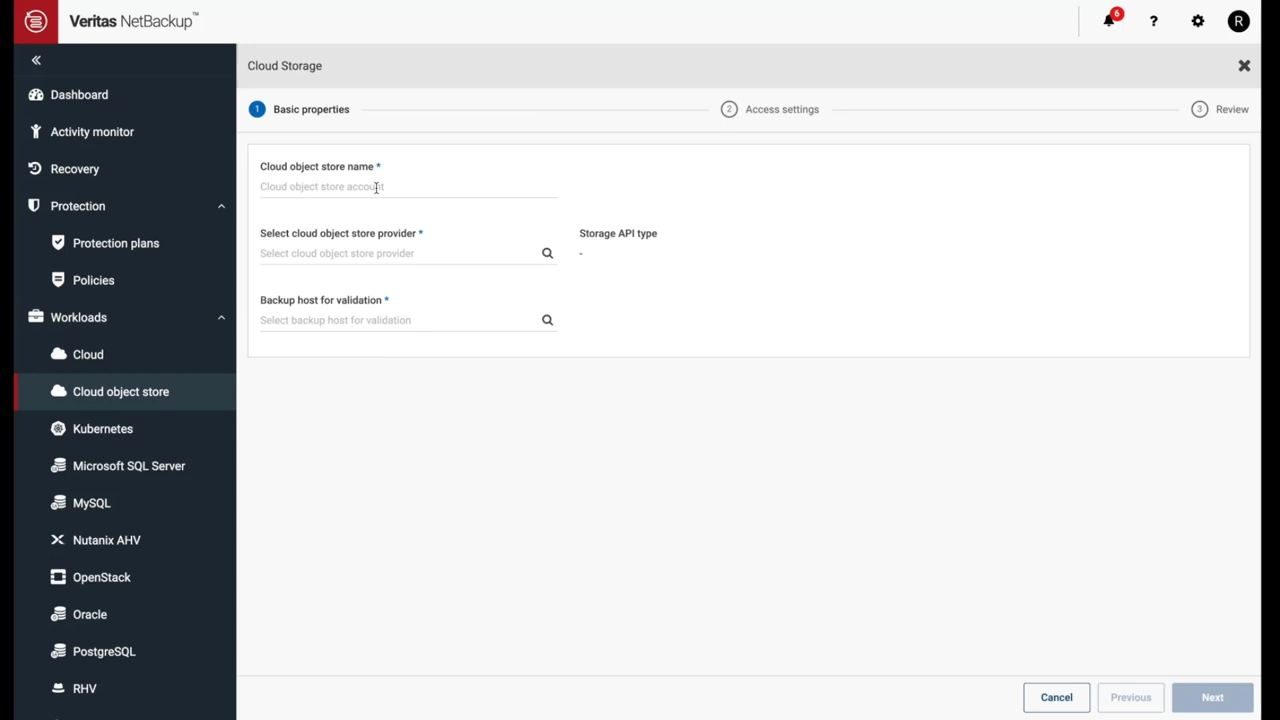 Veritas NetBackup™
6
?
R
Cloud Storage
1 Basic properties
2 Access settings
3 Review
Dashboard
Activity monitor
Recovery
Protection
Protection plans
Policies
Workloads
Cloud
Cloud object store
Kubernetes
Microsoft SQL Server
MySQL
Nutanix AHV
OpenStack
Oracle
PostgreSQL
RHV
Cloud object store name *
Cloud object store account
Select cloud object store provider *
Select cloud object store provider
Storage API type
-
Backup host for validation *
Select backup host for validation
Cancel
Previous
Next